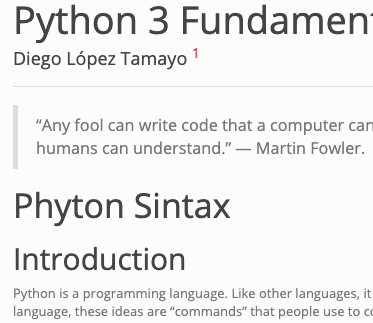 Python 3 Fundamen
Diego López Tamayo 1
“Any fool can write code that a computer can
humans can understand.” — Martin Fowler.
Phyton Sintax
Introduction
Python is a programming language. Like other languages, it
language, these ideas are “commands” that people use to co